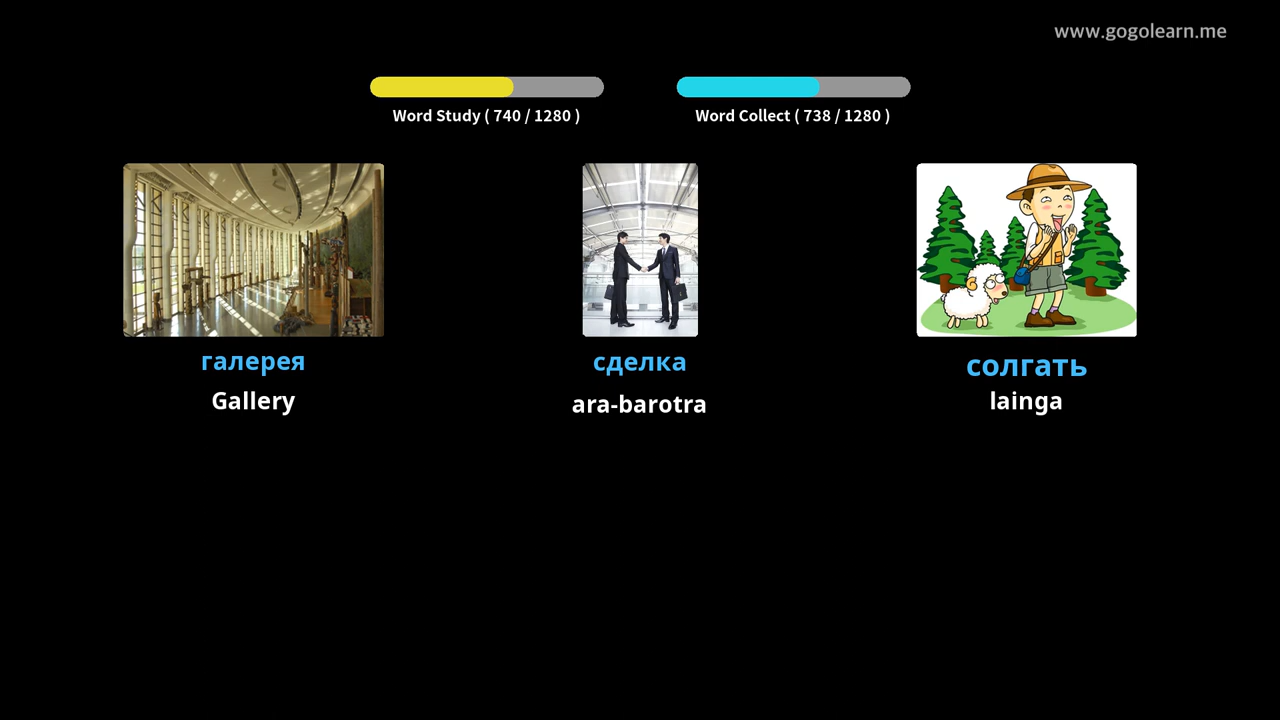 www.gogolearn.me
Word Study ( 740 / 1280 )
Word Collect ( 738 / 1280 )
галерея
Gallery
сделка
ara-barotra
солгать
lainga